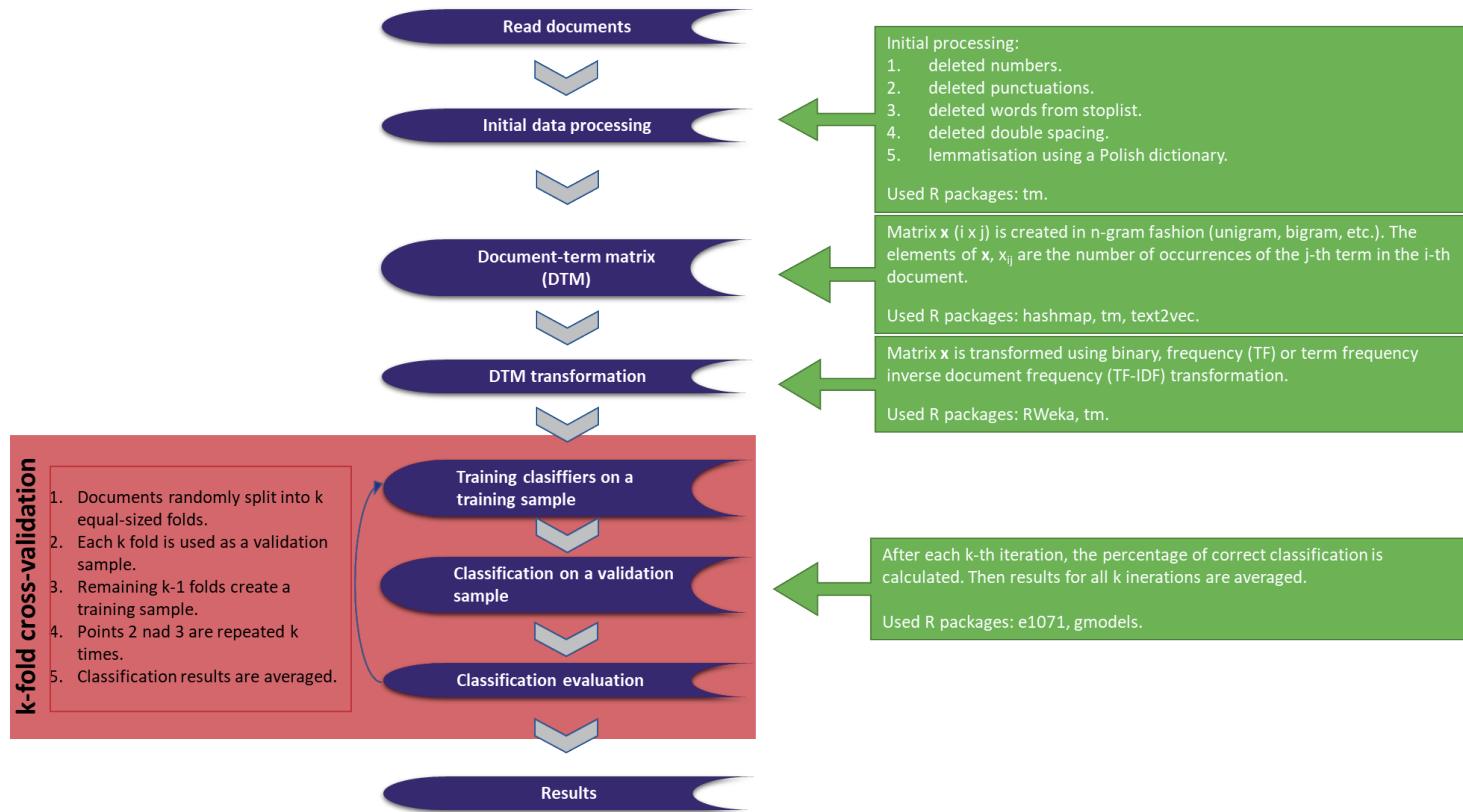 Read documents
Initial data processing
Initial processing:
1. deleted numbers.
2. deleted punctuations.
3. deleted words from stoplist.
4. deleted double spacing.
5. lemmatisation using a Polish dictionary.
Used R packages: tm.
Document-term matrix
(DTM)
Matrix x (i x j) is created in n-gram fashion (unigram, bigram, etc.). The
elements of x, xij are the number of occurrences of the j-th term in the i-th
document.
Used R packages: hashmap, tm, text2vec.
DTM transformation
Matrix x is transformed using binary, frequency (TF) or term frequency
inverse document frequency (TF-IDF) transformation.
Used R packages: RWeka, tm.
k-fold cross-validation
1. Documents randomly split into k
equal-sized folds.
2. Each k fold is used as a validation
sample.
3. Remaining k-1 folds create a
training sample.
4. Points 2 nad 3 are repeated k
times.
5. Classification results are averaged.
Training clasiffiers on a
training sample
Classification on a validation
sample
After each k-th iteration, the percentage of correct classification is
calculated. Then results for all k inerations are averaged.
Used R packages: e1071, gmodels.
Classification evaluation
Results